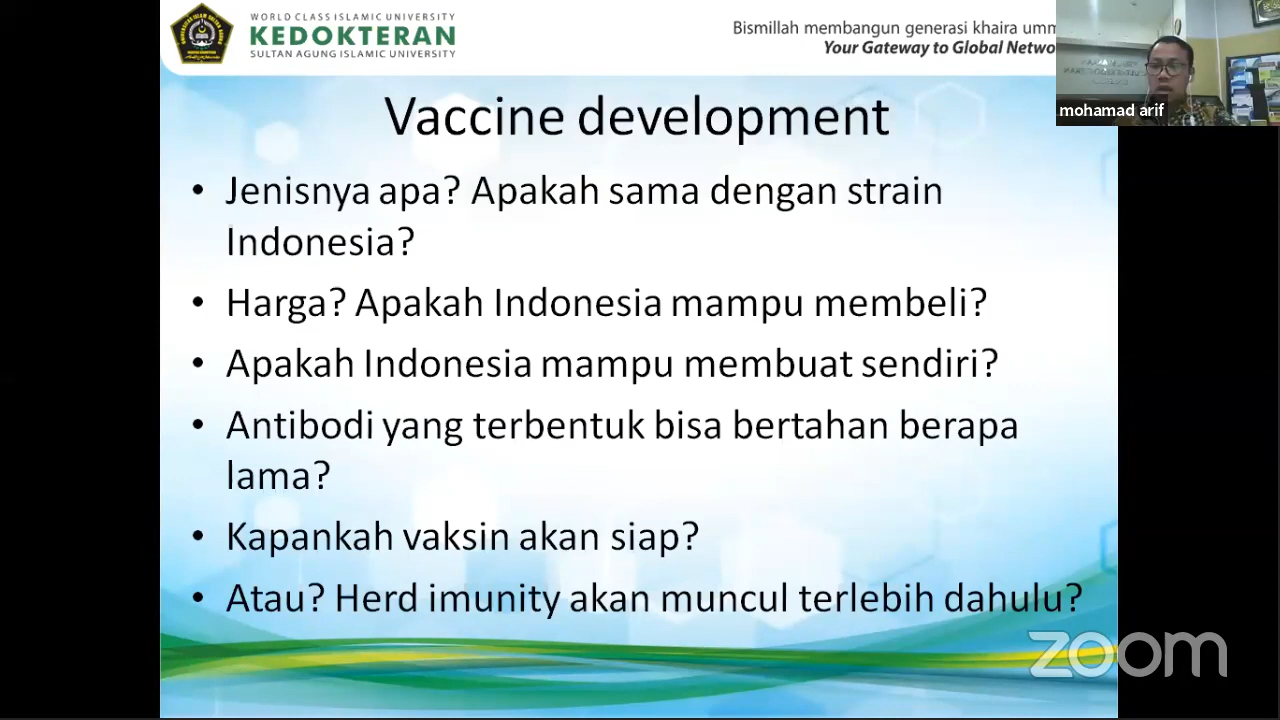 WORLD CLASS ISLAMIC UNIVERSITY
KEDOKTERAN
SULTAN AGUNG ISLAMIC UNIVERSITY
Bismillah membangun generasi khaira umm
Your Gateway to Global Netwo
mohamad arif
Vaccine development
• Jenisnya apa? Apakah sama dengan strain
Indonesia?
• Harga? Apakah Indonesia mampu membeli?
• Apakah Indonesia mampu membuat sendiri?
• Antibodi yang terbentuk bisa bertahan berapa
lama?
• Kapankah vaksin akan siap?
• Atau? Herd imunity akan muncul terlebih dahulu?
zoom